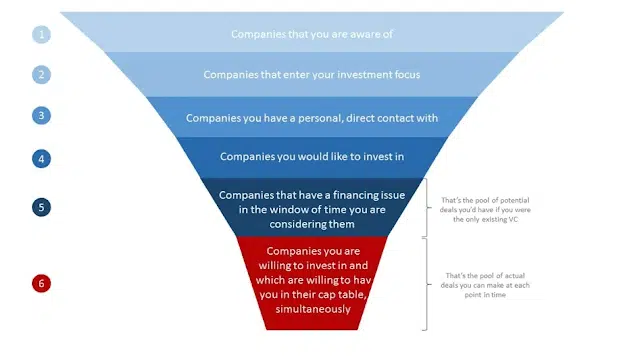 1
Companies that you are aware of
2
Companies that enter your investment focus
3
Companies you have a personal, direct contact with
4
Companies you would like to invest in
5
Companies that have a financing issue
in the window of time you are
considering them
That's the pool of potential
deals you'd have if you were
the only existing VC
6
Companies you are
willing to invest in and
which are willing to hav
you in their cap table,
simultaneously
That's the pool of actual
deals you can make at each
point in time